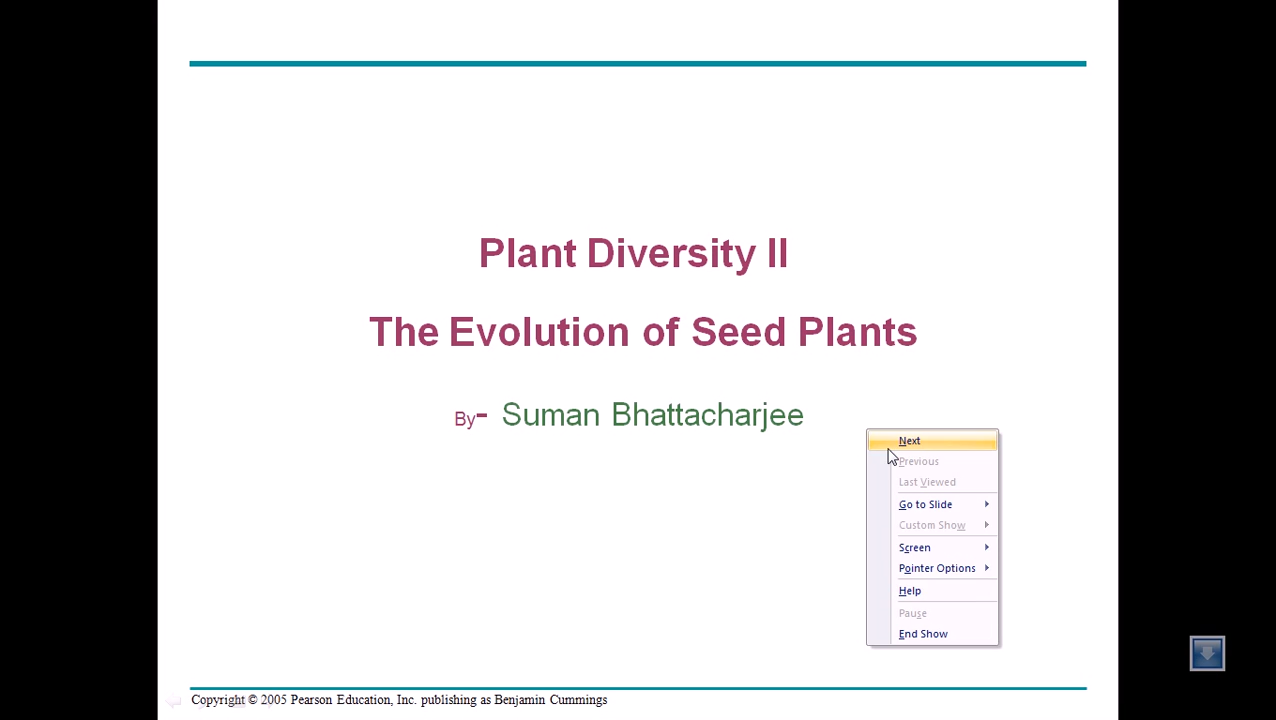 Plant Diversity II
The Evolution of Seed Plants
By- Suman Bhattacharjee
Next
Previous
Last Viewed
Go to Slide
Custom Show
Screen
Pointer Options
Help
Pause
End Show
Copyright © 2005 Pearson Education, Inc. publishing as Benjamin Cummings